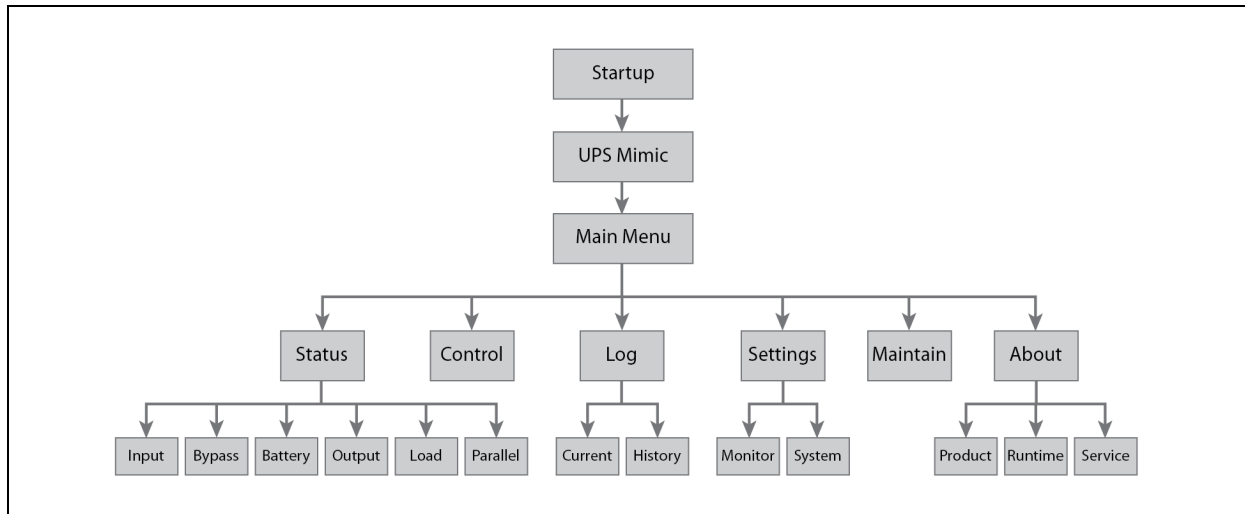 Startup
UPS Mimic
Main Menu
Status
Control
Log
Settings
Maintain
About
Input
Bypass
Battery
Output
Load
Parallel
Current
History
Monitor
System
Product
Runtime
Service